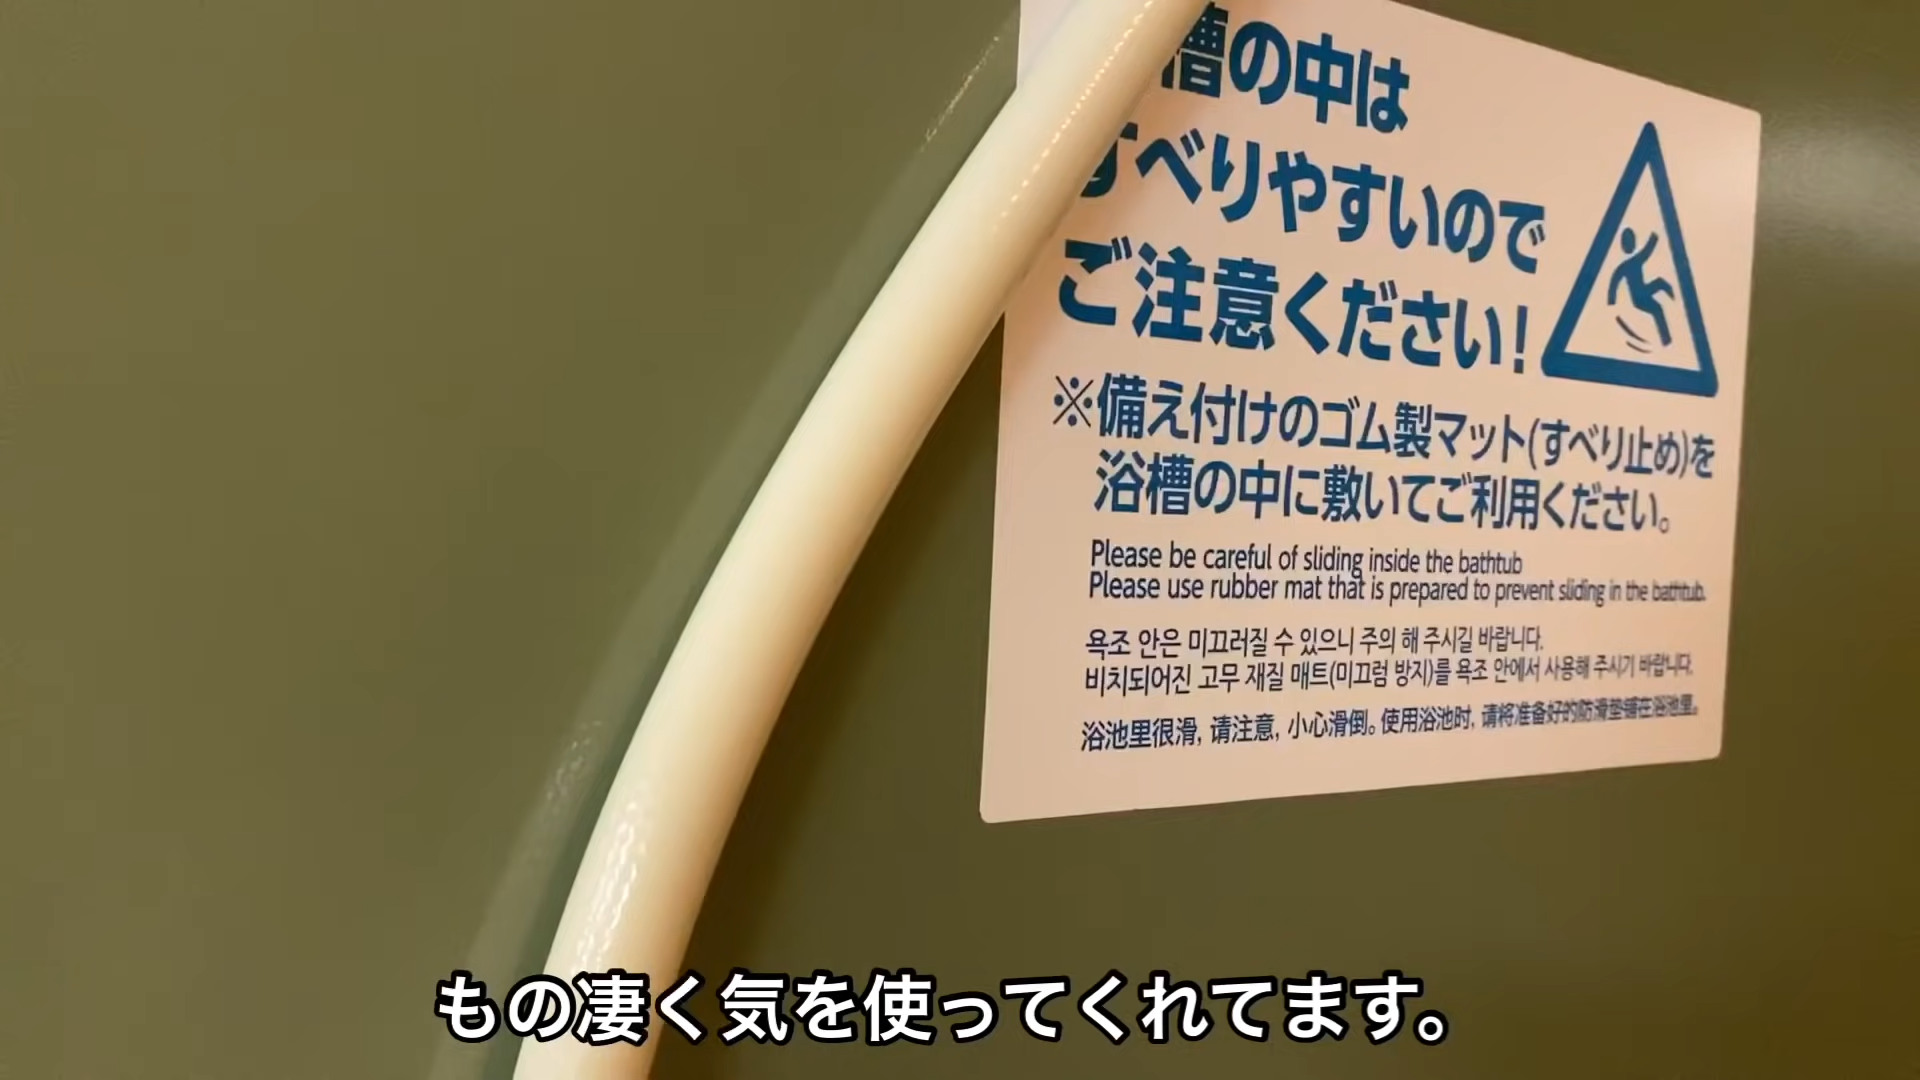 槽の中は
すべりやすいので
ご注意ください!
※備え付けのゴム製マット(すべり止め)を
浴槽の中に敷いてご利用ください。
Please be careful of sliding inside the bathtub
Please use rubber mat that is prepared to prevent sliding in the bathtub.
욕조 안은 미끄러질 수 있으니 주의 해 주시길 바랍니다.
비치되어진 고무 재질 매트(미끄럼 방지)를 욕조 안에서 사용해 주시기 바랍니다.
浴池里很滑, 请注意, 小心滑倒。使用浴池时, 请将准备好的防滑垫铺在浴池里。
もの凄く気を使ってくれてます。